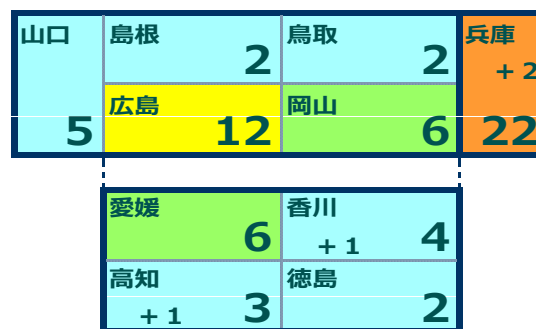 山口 島根 鳥取 兵庫
2 2 + 2
広島 岡山
5 12 6 22
愛媛 香川
6 + 1 4
高知 徳島
+ 1 3 2